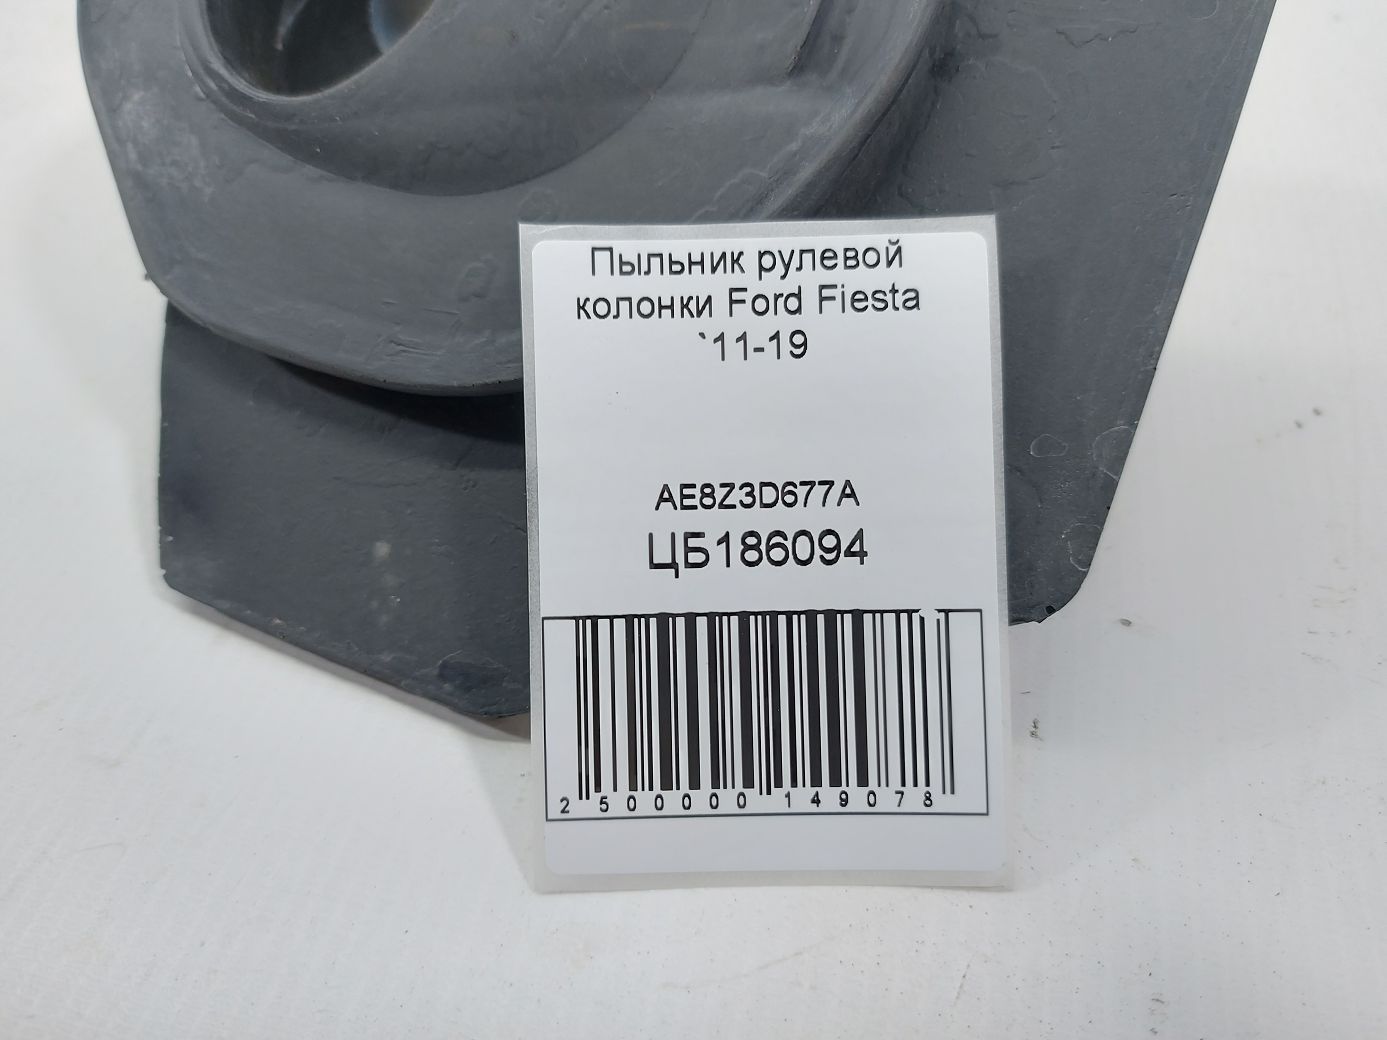 Пыльник рулевой
колонки Ford Fiesta
`11-19
AE8Z3D677A
ЦБ186094
2 500000 149078